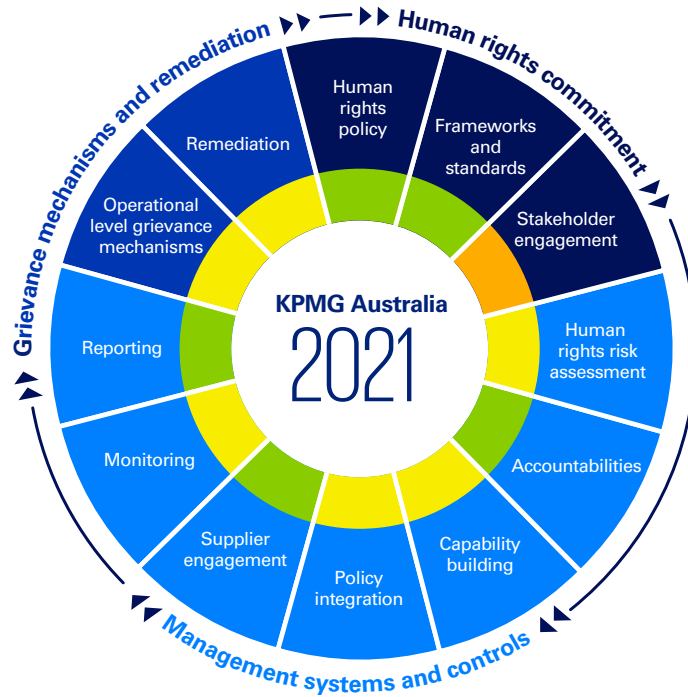 Grievance mechanisms and remediation
Human rights commitment
Human
rights
policy
Frameworks
and
standards
Stakeholder
engagement
Human
rights risk
assessment
Accountabilities
Capability
building
Policy
integration
Supplier
engagement
Monitoring
Reporting
Operational
level grievance
mechanisms
Remediation
KPMG Australia
2021
Management systems and controls